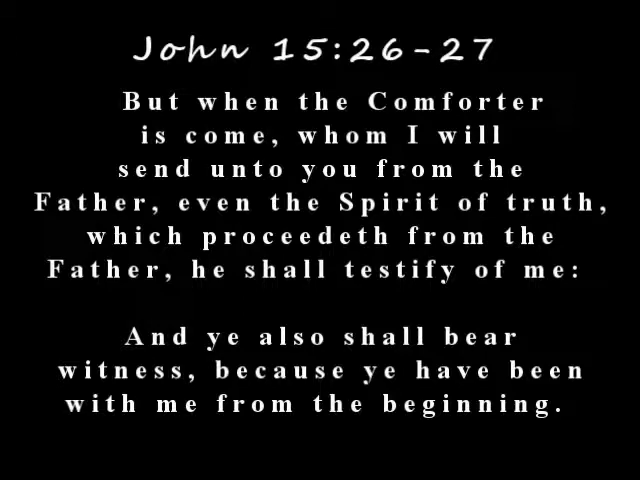 John 15:26-27
But when the Comforter
is come, whom I will
send unto you from the
Father, even the Spirit of truth,
which proceedeth from the
Father, he shall testify of me:
And ye also shall bear
witness, because ye have been
with me from the beginning.